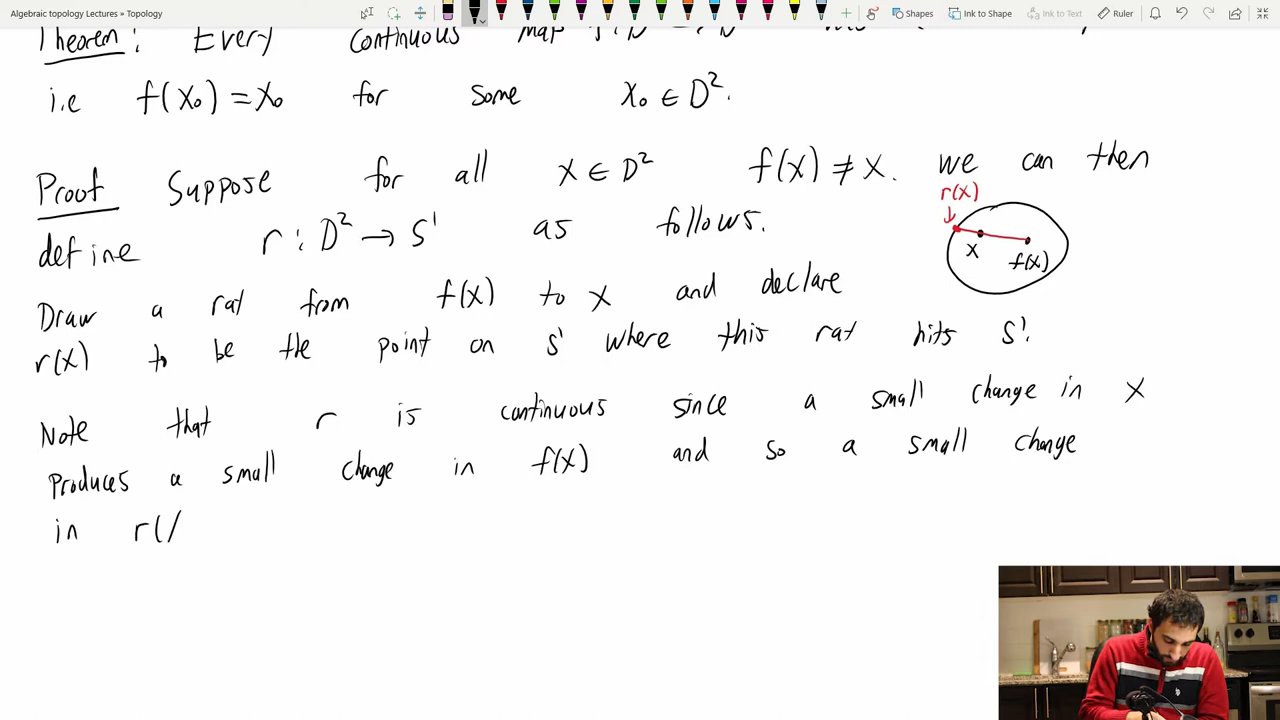 Algebraic topology Lectures » Topology
Shapes Ink to Shape Ink to Text Ruler
Theorem: Every continuous map
i.e f(x₀) = x₀ for some x₀ ∈ D².
Proof Suppose for all x ∈ D² f(x) ≠ x. we can then
define r : D² → S¹ as follows.
r(x)
x f(x)
Draw a ray from f(x) to x and declare
r(x) to be the point on S¹ where this ray hits S¹.
Note that r is continuous since a small change in x
produces a small change in f(x) and so a small change
in r(